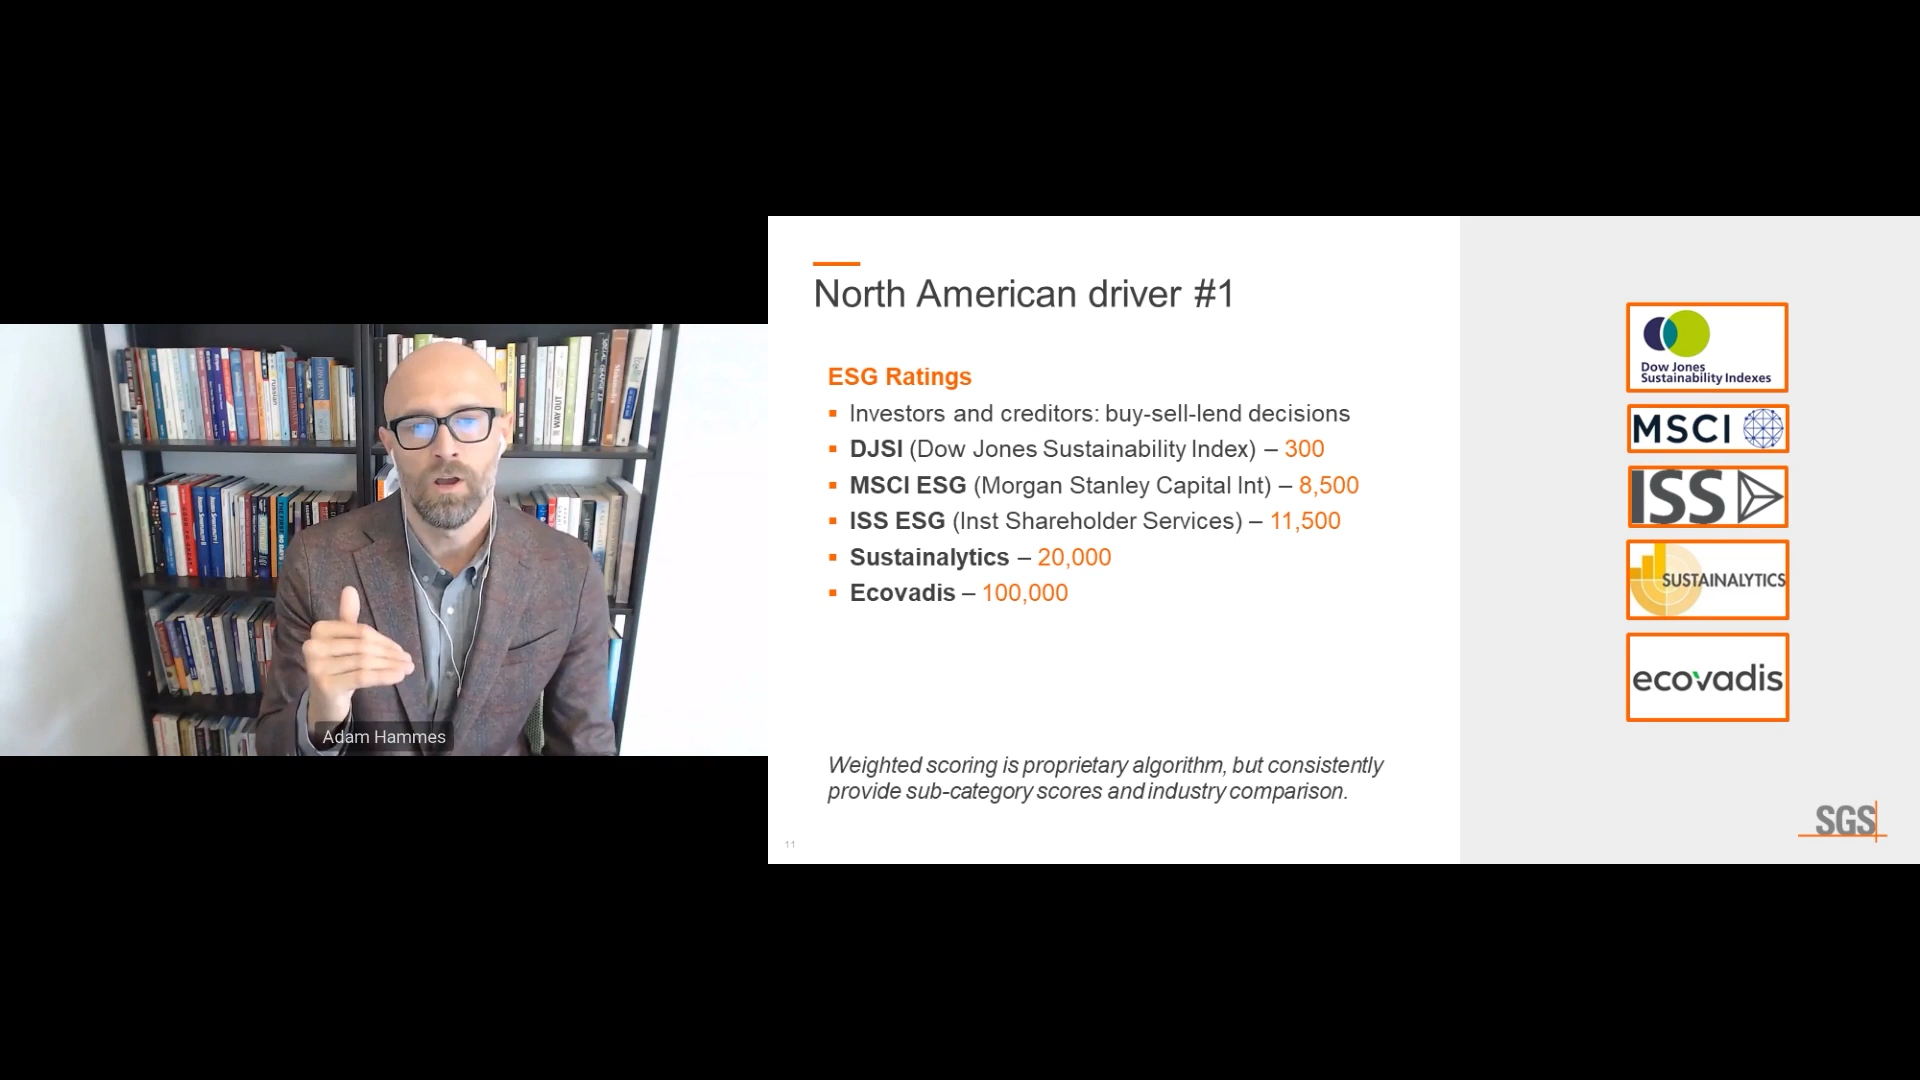 Adam Hammes
North American driver #1
ESG Ratings
Investors and creditors: buy-sell-lend decisions
DJSI (Dow Jones Sustainability Index) – 300
MSCI ESG (Morgan Stanley Capital Int) – 8,500
ISS ESG (Inst Shareholder Services) – 11,500
Sustainalytics – 20,000
Ecovadis – 100,000
Weighted scoring is proprietary algorithm, but consistently
provide sub-category scores and industry comparison.
11
Dow Jones
Sustainability Indexes
MSCI
ISS
SUSTAINALYTICS
ecovadis
SGS
WAY OUT
russian